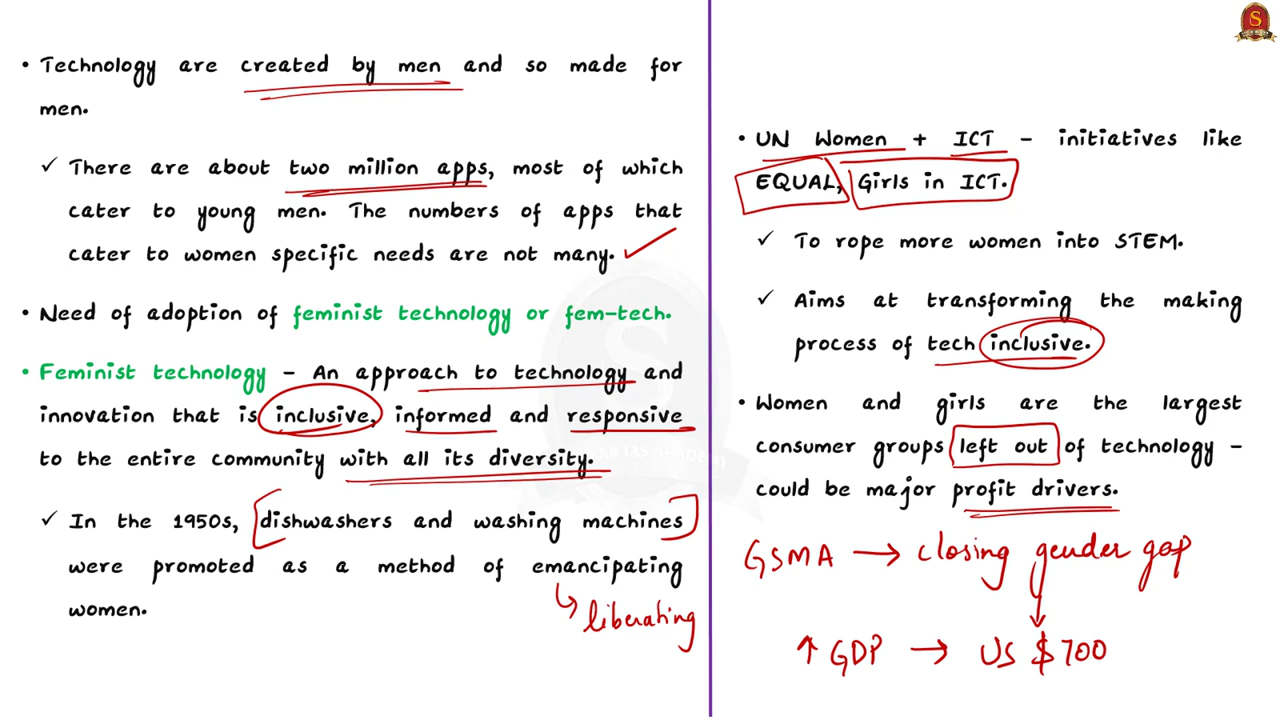 • Technology are created by men and so made for
men.
✓ There are about two million apps, most of which
cater to young men. The numbers of apps that
cater to women specific needs are not many.
• Need of adoption of feminist technology or fem-tech.
• Feminist technology - An approach to technology and
innovation that is inclusive, informed and responsive
to the entire community with all its diversity.
✓ In the 1950s, dishwashers and washing machines
were promoted as a method of emancipating
women.
liberating
• UN Women + ICT - initiatives like
EQUAL, Girls in ICT.
✓ To rope more women into STEM.
✓ Aims at transforming the making
process of tech inclusive.
• Women and girls are the largest
consumer groups left out of technology -
could be major profit drivers.
GSMA → closing gender gap
↑ GDP → US $700